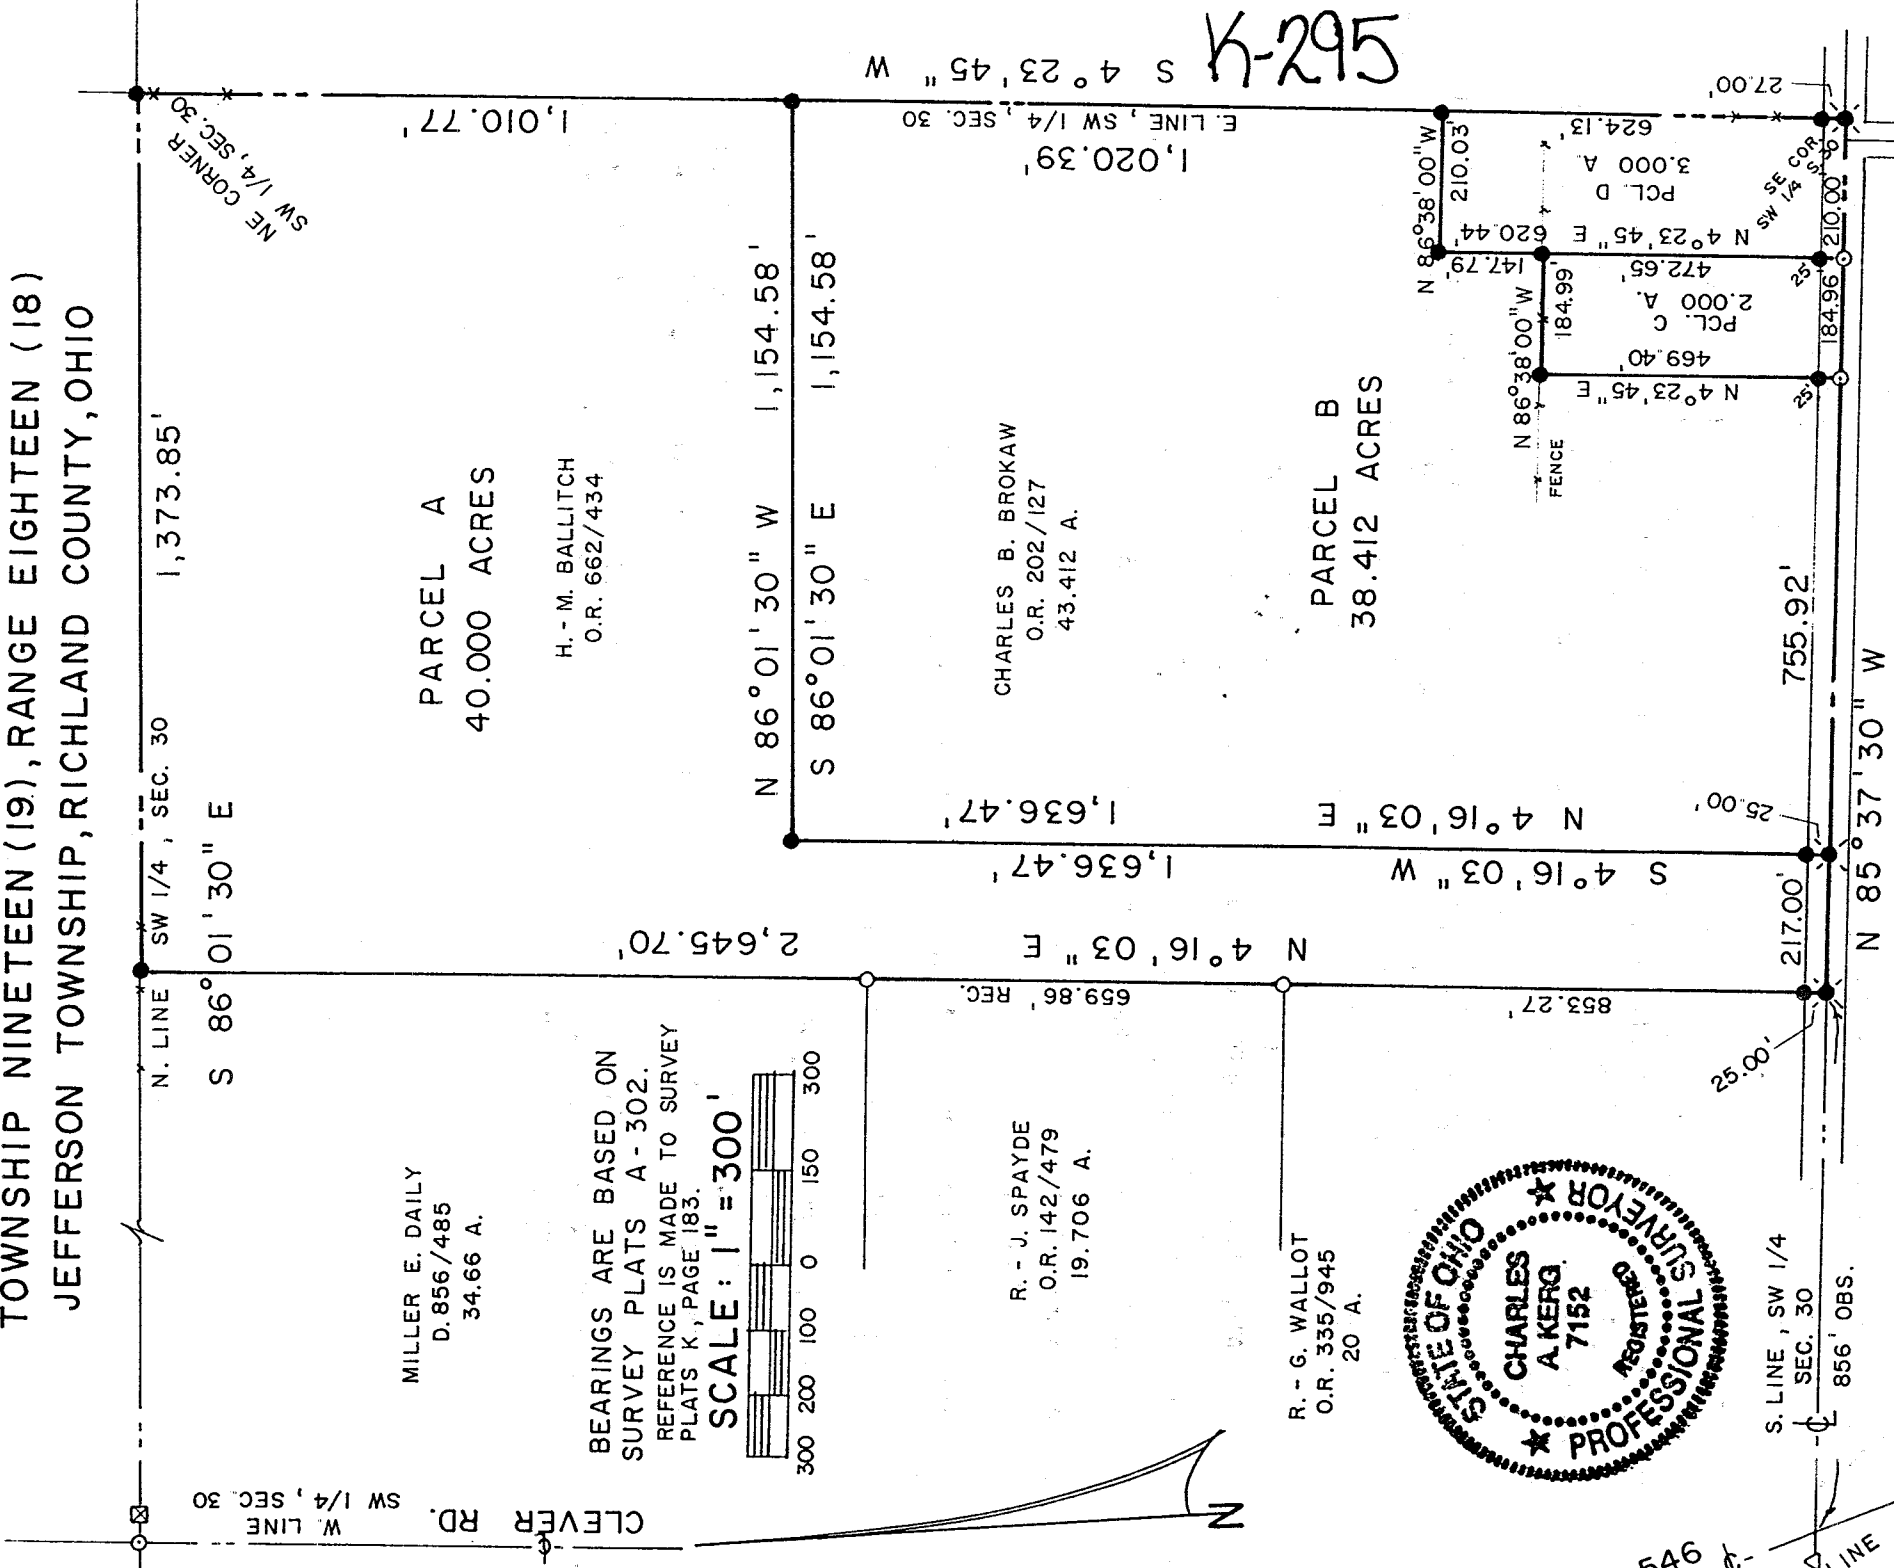 TOWNSHIP NINETEEN (19), RANGE EIGHTEEN (18)
JEFFERSON TOWNSHIP, RICHLAND COUNTY, OHIO
K-295
NE CORNER
SW 1/4, SEC. 30
1,010.77'
S 4°23'45" W
E. LINE, SW 1/4, SEC. 30
1,020.39'
624.13'
27.00'
N. LINE SW 1/4, SEC. 30
1,373.85'
S 86°01'30" E
PARCEL A
40.000 ACRES
H. - M. BALLITCH
O.R. 662/434
N 86°01'30" W 1,154.58'
S 86°01'30" E 1,154.58'
CHARLES B. BROKAW
O.R. 202/127
43.412 A.
PARCEL B
38.412 ACRES
N 86°38'00" W
210.03'
PCL. D
3.000 A.
N 4°23'45" E 620.44'
147.79'
472.65'
SE COR.
SW 1/4 S. 30
210.00'
N 86°38'00" W
184.99'
PCL. C
2.000 A.
469.40'
N 4°23'45" E
25'
25'
184.96'
FENCE
755.92'
N 85°37'30" W
1,636.47'
N 4°16'03" E
25.00'
1,636.47'
S 4°16'03" W
217.00'
2,645.70'
N 4°16'03" E
659.86' REC.
853.27'
25.00'
MILLER E. DAILY
D. 856/485
34.66 A.
BEARINGS ARE BASED ON
SURVEY PLATS A-302.
REFERENCE IS MADE TO SURVEY
PLATS K, PAGE 183.
SCALE: 1" = 300'
300 200 100 0 150 300
R. - J. SPAYDE
O.R. 142/479
19.706 A.
R. - G. WALLOT
O.R. 335/945
20 A.
STATE OF OHIO
CHARLES
A. KERG
7152
REGISTERED
PROFESSIONAL SURVEYOR
S. LINE, SW 1/4
SEC. 30
856' OBS.
W. LINE
SW 1/4, SEC. 30
CLEVER RD.
N
546
LINE